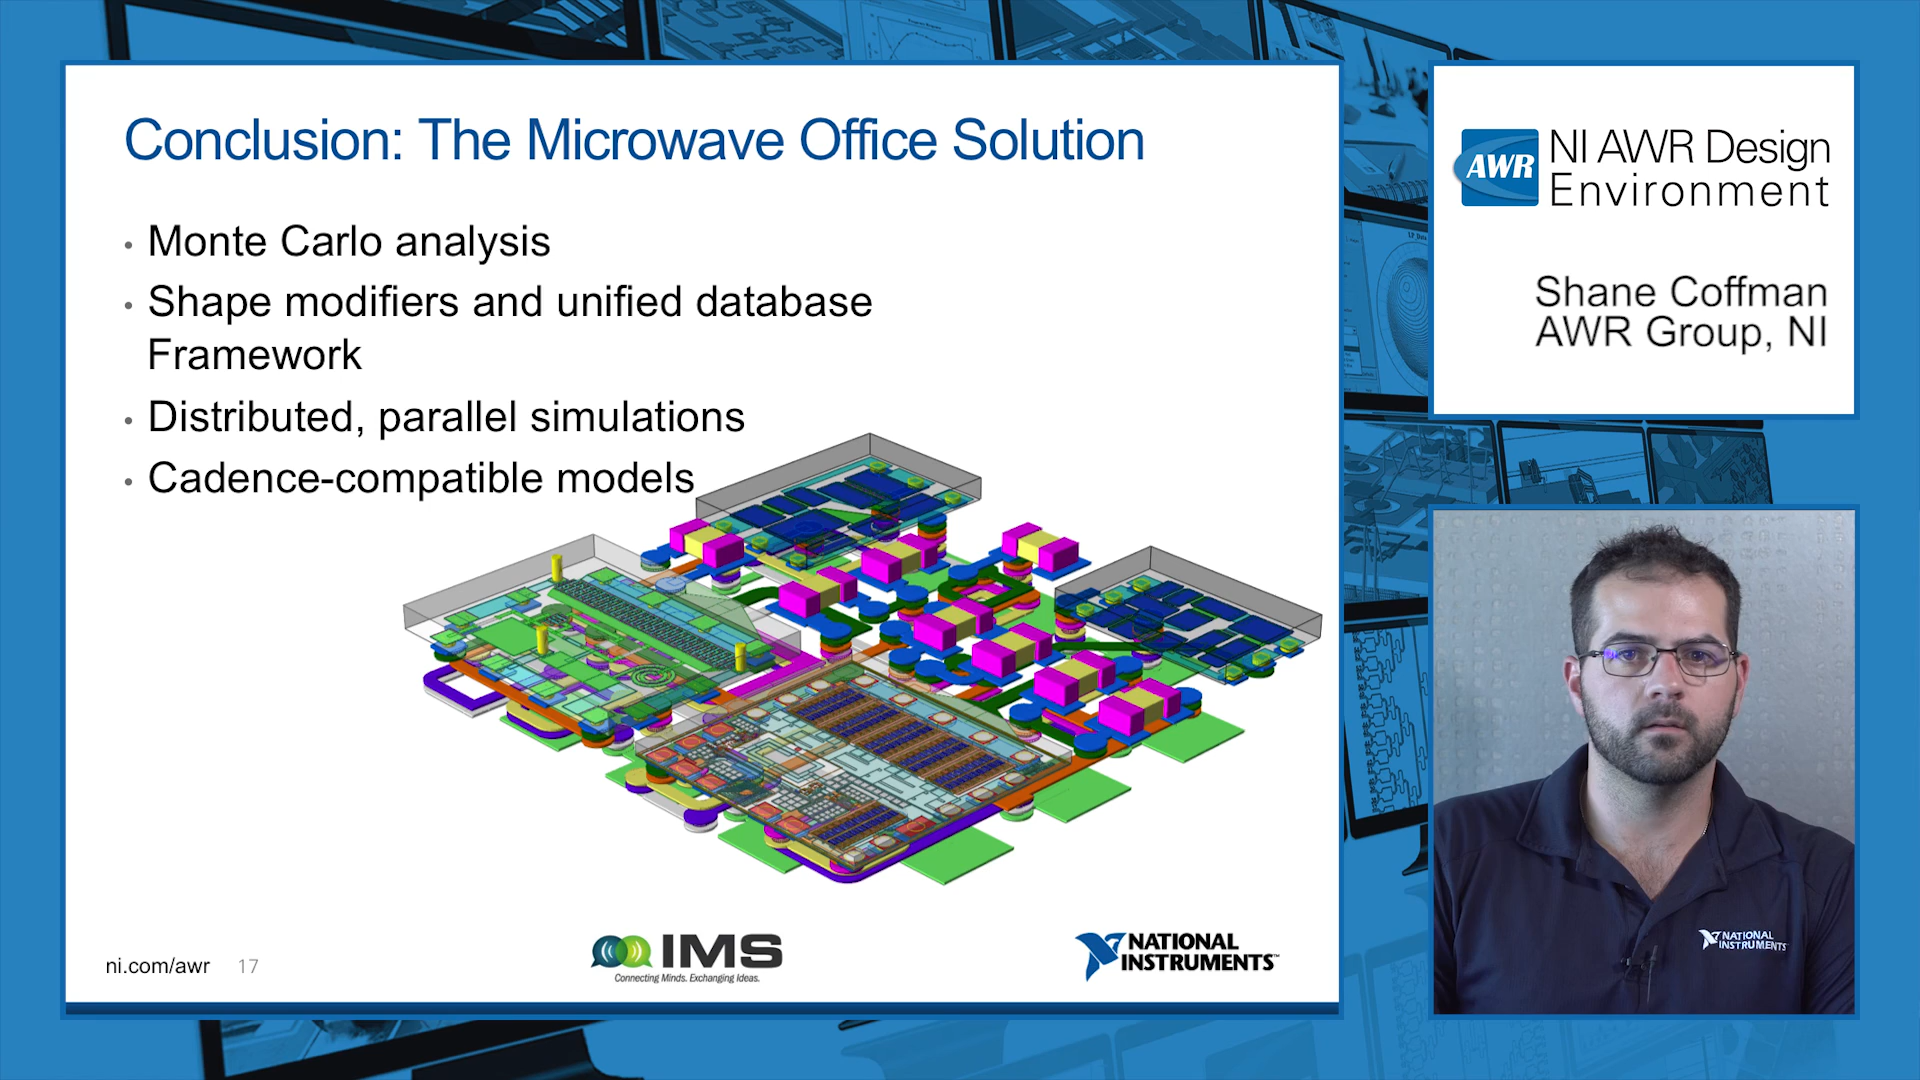 Conclusion: The Microwave Office Solution
• Monte Carlo analysis
• Shape modifiers and unified database
Framework
• Distributed, parallel simulations
• Cadence-compatible models
ni.com/awr 17
IMS
Connecting Minds. Exchanging Ideas.
NATIONAL
INSTRUMENTS™
AWR
NI AWR Design
Environment
Shane Coffman
AWR Group, NI
NATIONAL
INSTRUMENTS